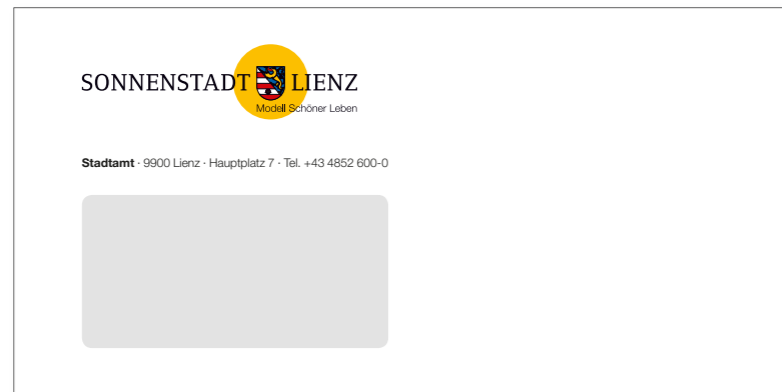 SONNENSTADT LIENZ
Modell Schöner Leben
Stadtamt · 9900 Lienz · Hauptplatz 7 · Tel. +43 4852 600-0